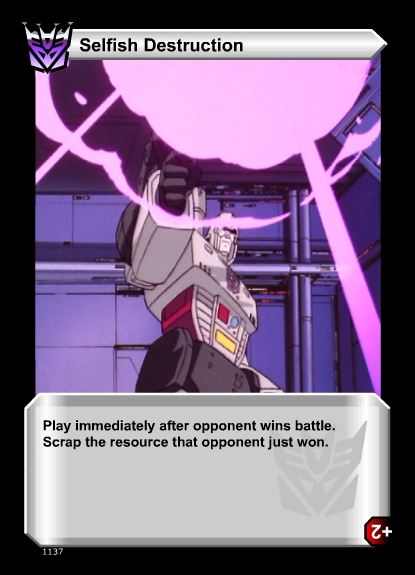 Selfish Destruction
Play immediately after opponent wins battle.
Scrap the resource that opponent just won.
+2
1137